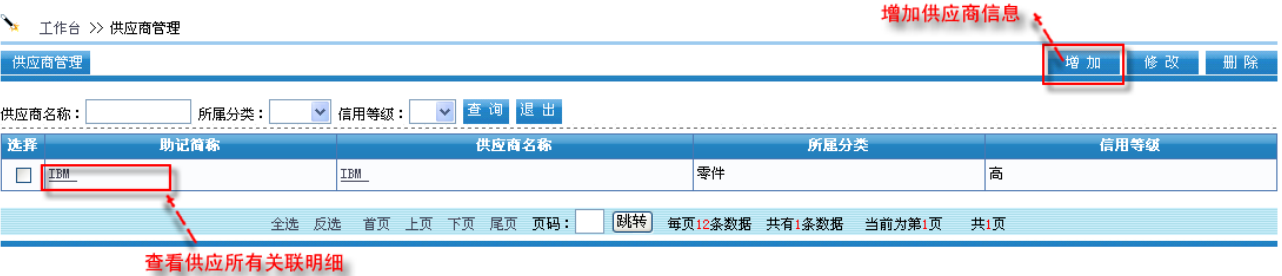 增加供应商信息
工作台 >> 供应商管理
供应商管理 增 加 修 改 删 除
供应商名称： 所属分类： 信用等级： 查 询 退 出
选择 助记简称 供应商名称 所属分类 信用等级
IBM IBM 零件 高
全选 反选 首页 上页 下页 尾页 页码： 跳转 每页12条数据 共有1条数据 当前为第1页 共1页
查看供应所有关联明细